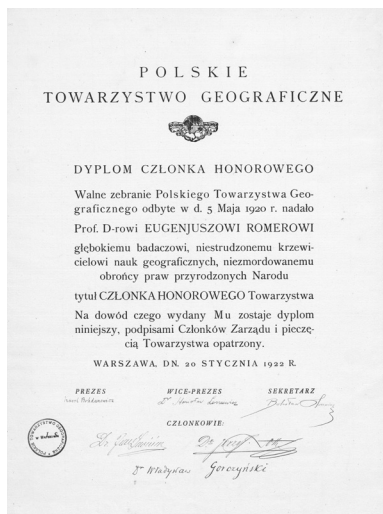 POLSKIE
TOWARZYSTWO GEOGRAFICZNE
DYPLOM CZŁONKA HONOROWEGO
Walne zebranie Polskiego Towarzystwa Geo-
graficznego odbyte w d. 5 Maja 1920 r. nadało
Prof. D-rowi EUGENJUSZOWI ROMEROWI
głębokiemu badaczowi, niestrudzonemu krzewi-
cielowi nauk geograficznych, niezmordowanemu
obrońcy praw przyrodzonych Narodu
tytuł CZŁONKA HONOROWEGO Towarzystwa
Na dowód czego wydany Mu zostaje dyplom
niniejszy, podpisami Członków Zarządu i pieczę-
cią Towarzystwa opatrzony.
WARSZAWA, DN. 20 STYCZNIA 1922 R.
PREZES WICE-PREZES SEKRETARZ
CZŁONKOWIE:
POLSKIE TOWARZYSTWO GEOGRAFICZNE
Dr Władysław Gorczyński